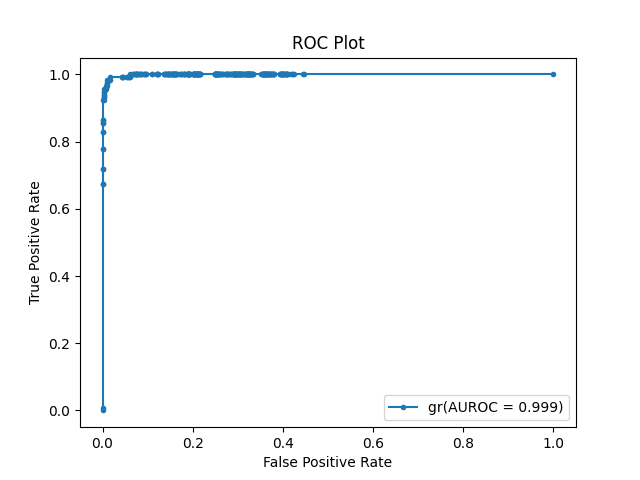 ROC Plot
1.0
0.8
0.6
0.4
0.2
0.0
True Positive Rate
gr(AUROC = 0.999)
0.0 0.2 0.4 0.6 0.8 1.0
False Positive Rate